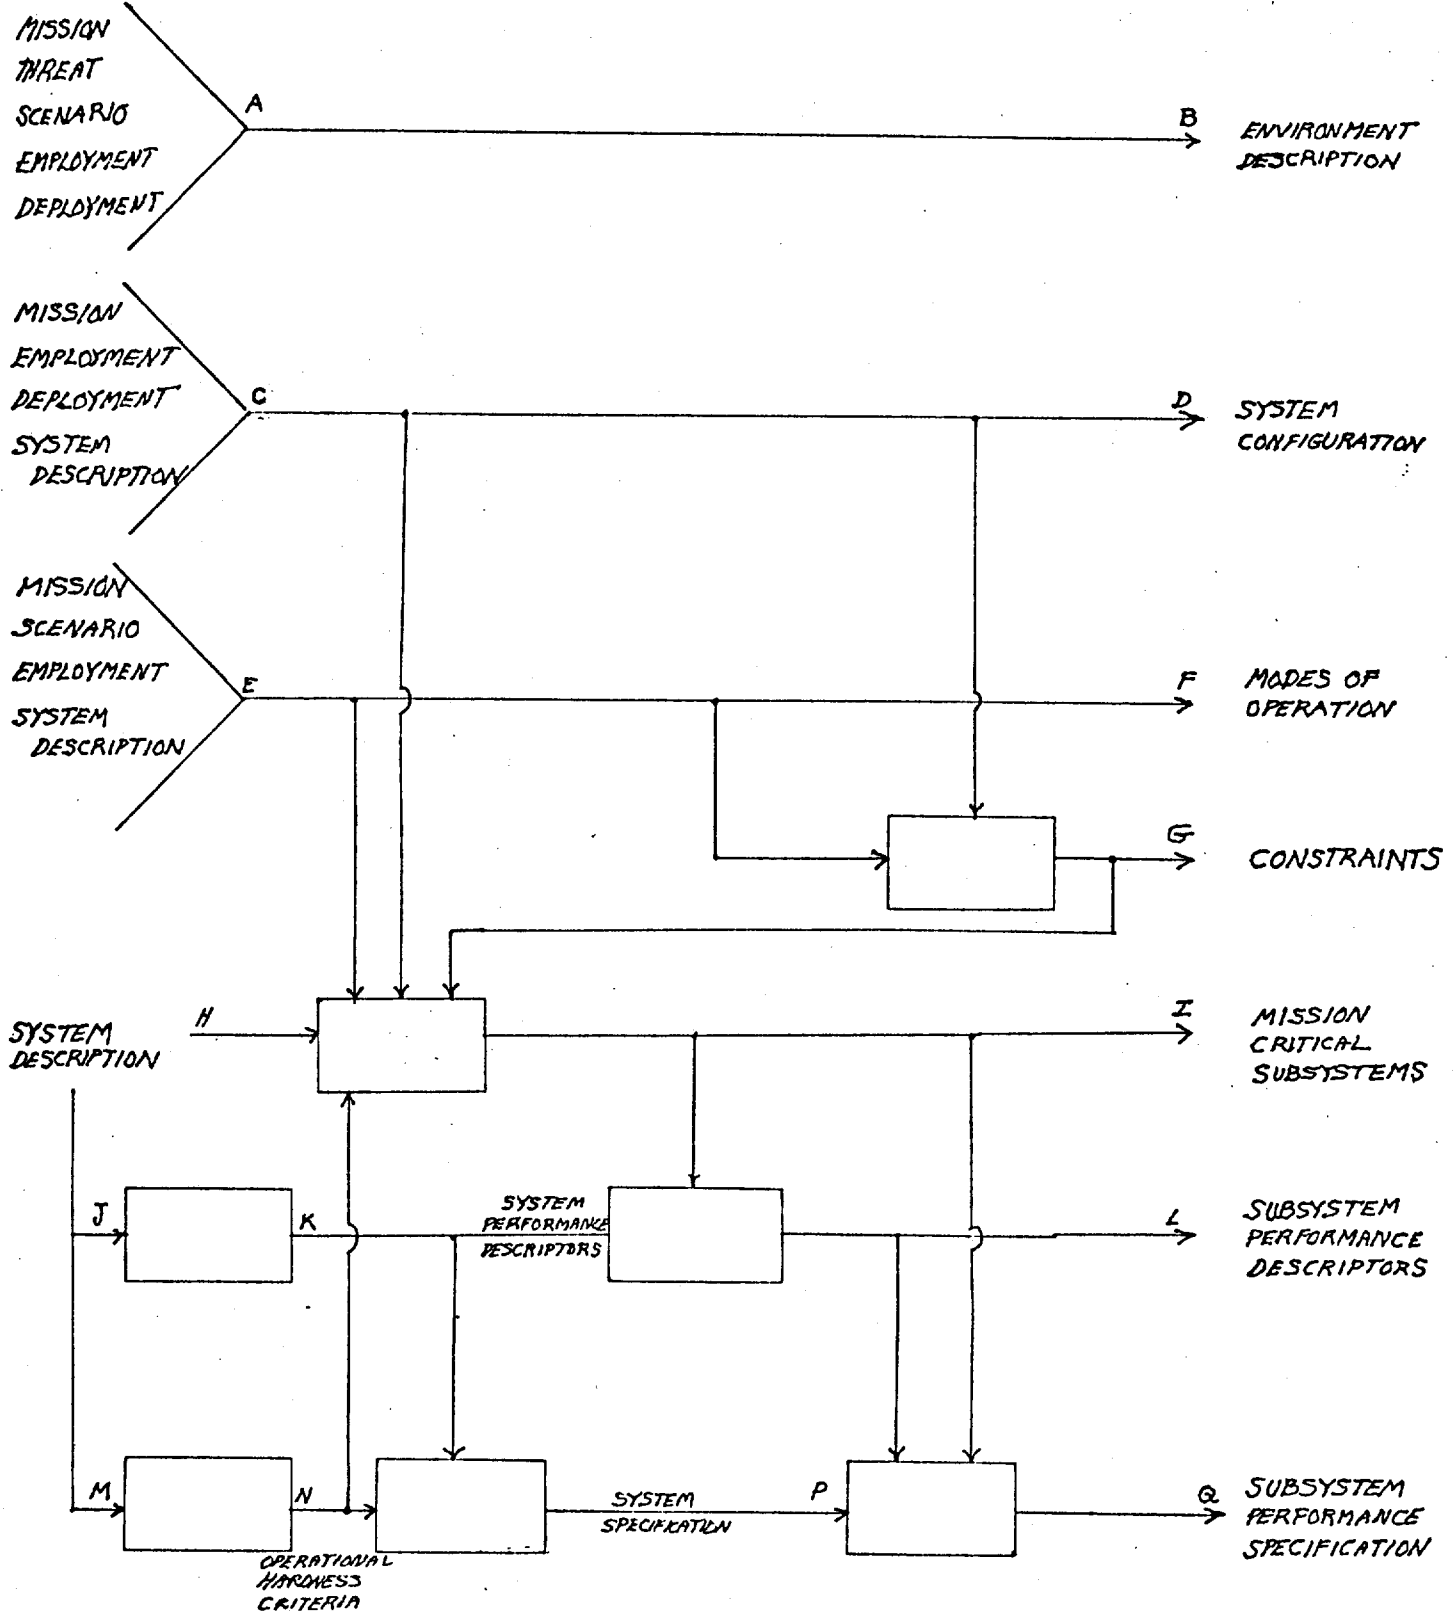 MISSION
THREAT
SCENARIO
EMPLOYMENT
DEPLOYMENT
A
B
ENVIRONMENT
DESCRIPTION
MISSION
EMPLOYMENT
DEPLOYMENT
SYSTEM
DESCRIPTION
C
D
SYSTEM
CONFIGURATION
MISSION
SCENARIO
EMPLOYMENT
SYSTEM
DESCRIPTION
E
F
MODES OF
OPERATION
G
CONSTRAINTS
SYSTEM
DESCRIPTION
H
I
MISSION
CRITICAL
SUBSYSTEMS
J
K
SYSTEM
PERFORMANCE
DESCRIPTORS
L
SUBSYSTEM
PERFORMANCE
DESCRIPTORS
M
N
OPERATIONAL
HARDNESS
CRITERIA
SYSTEM
SPECIFICATION
P
Q
SUBSYSTEM
PERFORMANCE
SPECIFICATION